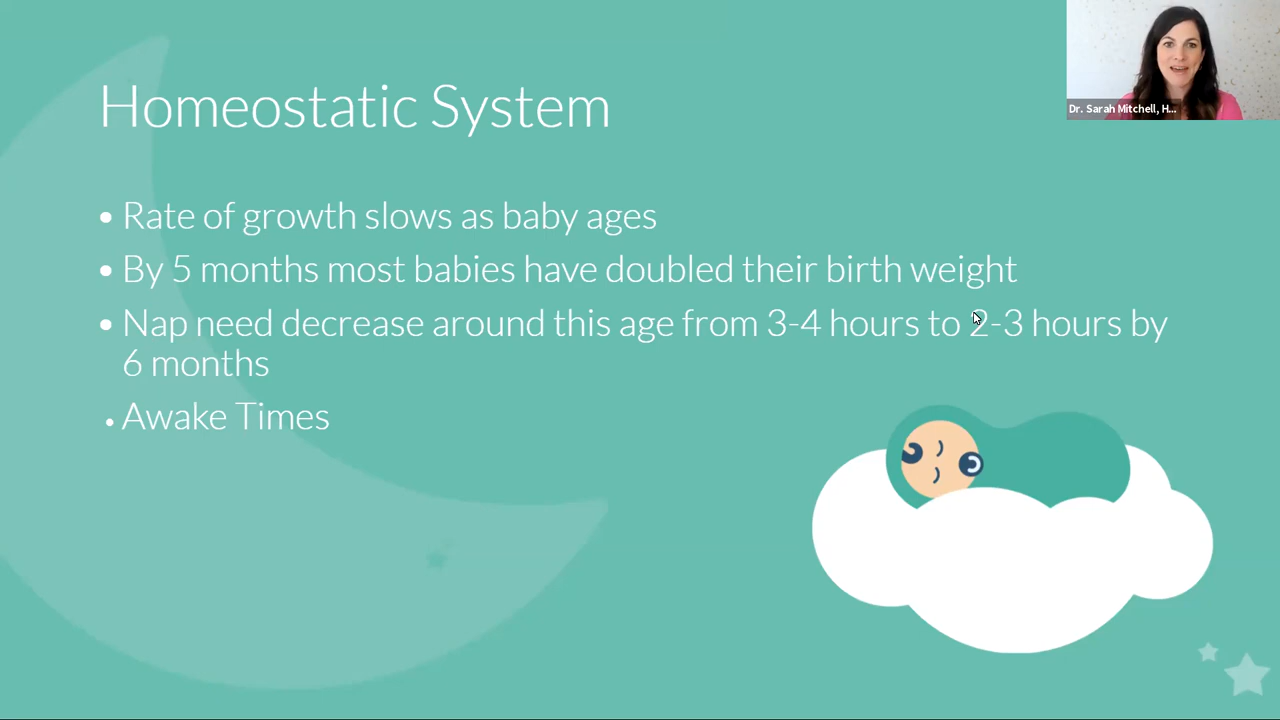 Homeostatic System
Dr. Sarah Mitchell, H...
• Rate of growth slows as baby ages
• By 5 months most babies have doubled their birth weight
• Nap need decrease around this age from 3-4 hours to 2-3 hours by
6 months
• Awake Times